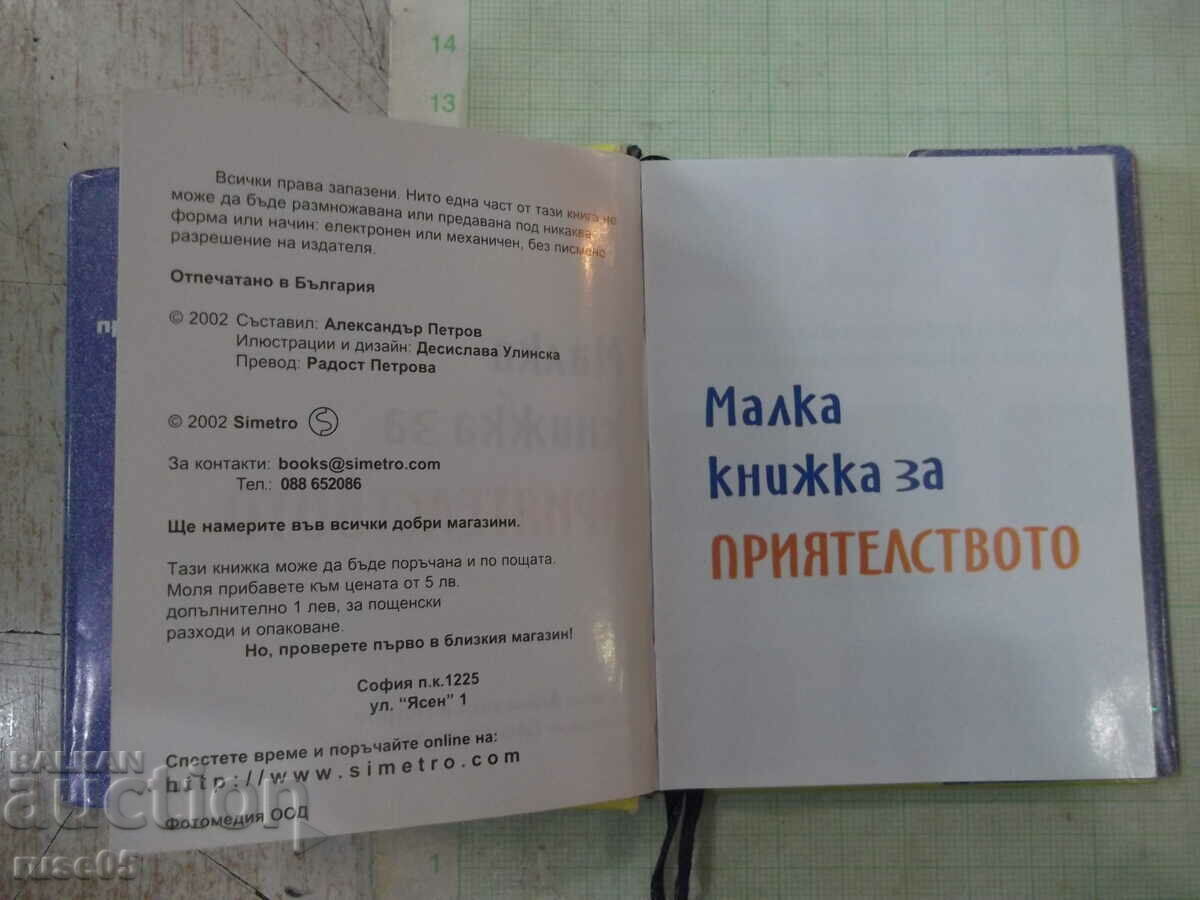 14
13
Всички права запазени. Нито една част от тази книга не
може да бъде размножавана или предавана под никаква
форма или начин: електронен или механичен, без писмено
разрешение на издателя.
Отпечатано в България
© 2002 Съставил: Александър Петров
Илюстрации и дизайн: Десислава Улинска
Превод: Радост Петрова
© 2002 Simetro
За контакти: books@simetro.com
Тел.: 088 652086
Ще намерите във всички добри магазини.
Тази книжка може да бъде поръчана и по пощата.
Моля прибавете към цената от 5 лв.
допълнително 1 лев, за пощенски
разходи и опаковане.
Но, проверете първо в близкия магазин!
София п.к.1225
ул. “Ясен” 1
Спестете време и поръчайте online на:
http://www.simetro.com
Фотомедия ООД
Малка
книжка за
ПРИЯТЕЛСТВОТО
1
БАЛКАН
auction
ruse05